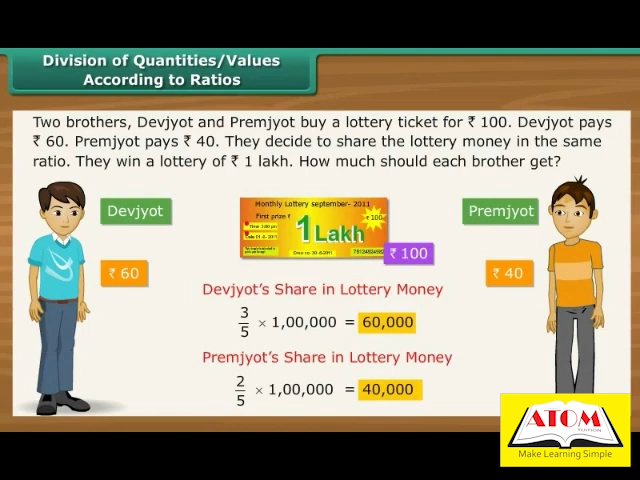 Division of Quantities/Values
According to Ratios
Two brothers, Devjyot and Premjyot buy a lottery ticket for ₹ 100. Devjyot pays
₹ 60. Premjyot pays ₹ 40. They decide to share the lottery money in the same
ratio. They win a lottery of ₹ 1 lakh. How much should each brother get?
Devjyot
Monthly Lottery september- 2011
First prize ₹
1 Lakh
₹ 100
Premjyot
₹ 100
₹ 60
₹ 40
Devjyot's Share in Lottery Money
3/5 × 1,00,000 = 60,000
Premjyot's Share in Lottery Money
2/5 × 1,00,000 = 40,000
ATOM
TUITION
Make Learning Simple